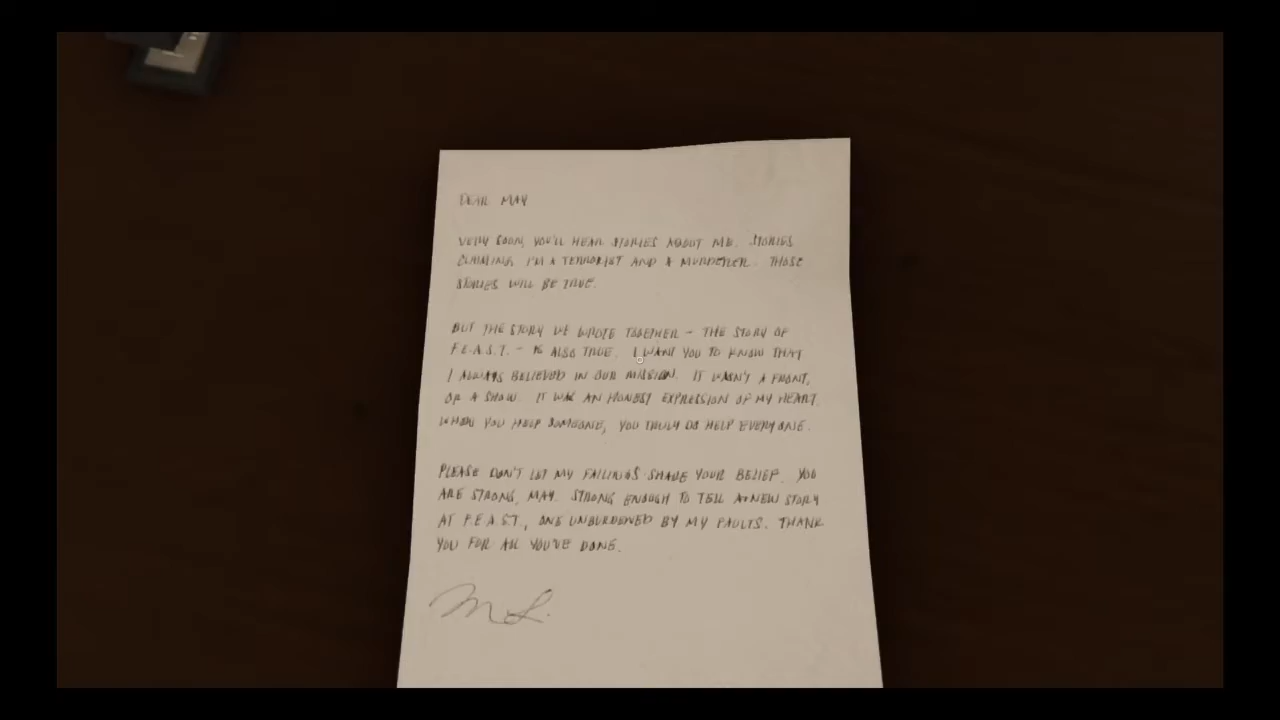 DEAR MAY
VERY SOON, YOU'LL HEAR STORIES ABOUT ME. STORIES
CLAIMING I'M A TERRORIST AND A MURDERER. THOSE
STORIES WILL BE TRUE.
BUT THE STORY WE WROTE TOGETHER - THE STORY OF
F.E.A.S.T. - IS ALSO TRUE. I WANT YOU TO KNOW THAT
I ALWAYS BELIEVED IN OUR MISSION. IT WASN'T A FRONT,
OR A SHOW. IT WAS AN HONEST EXPRESSION OF MY HEART.
WHEN YOU HELP SOMEONE, YOU TRULY DO HELP EVERYONE.
PLEASE DON'T LET MY FAILINGS SHAKE YOUR BELIEF. YOU
ARE STRONG, MAY. STRONG ENOUGH TO TELL A NEW STORY
AT F.E.A.S.T., ONE UNBURDENED BY MY FAULTS. THANK
YOU FOR ALL YOU'VE DONE.
M L.